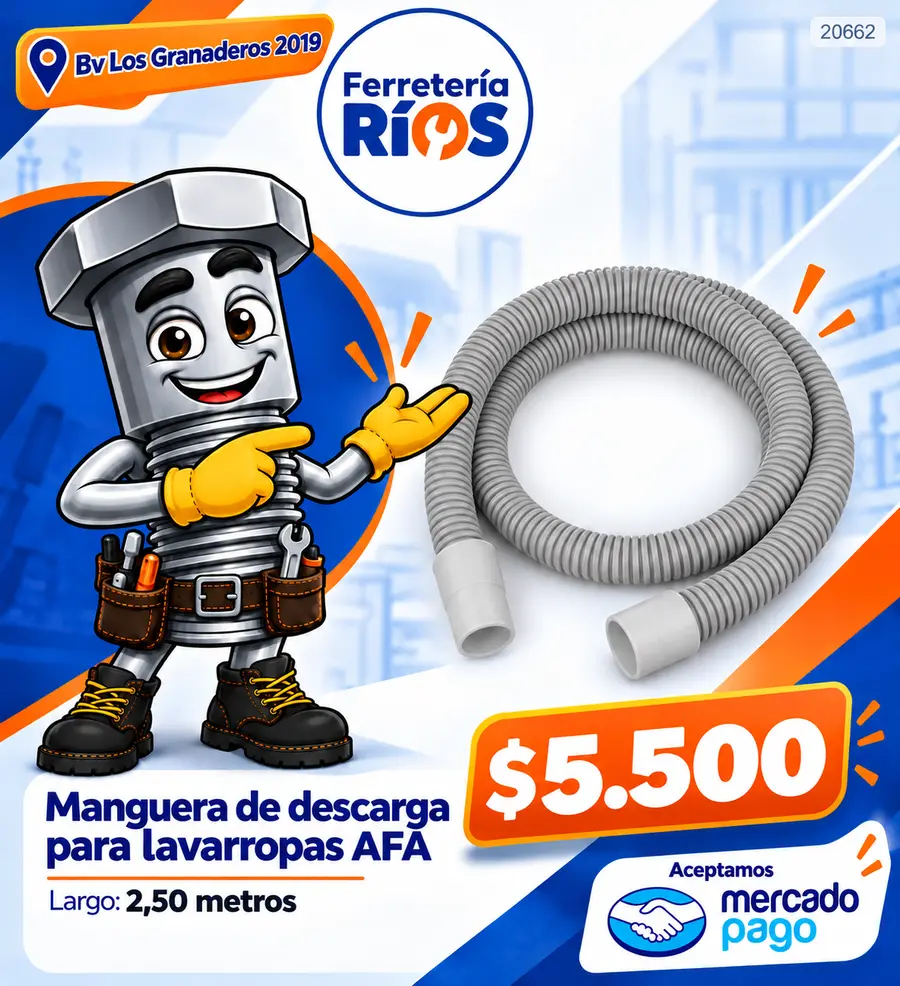 Bv Los Granaderos 2019
Ferretería
RÍOS
20662
$5.500
Manguera de descarga
para lavarropas AFA
Largo: 2,50 metros
Aceptamos
mercado
pago